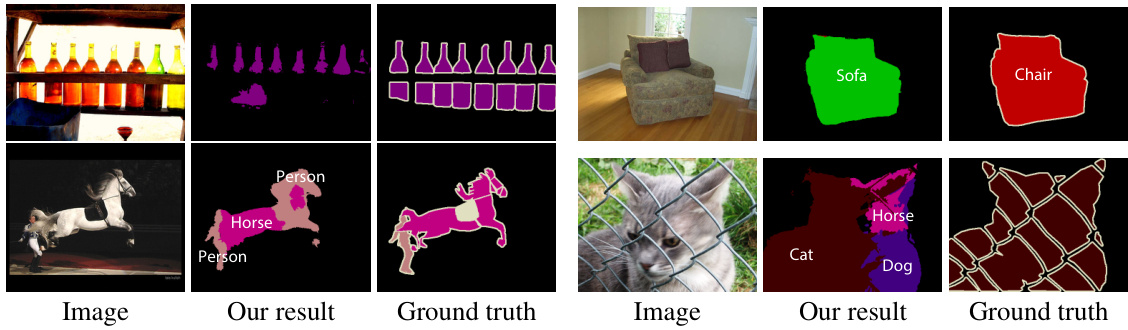 Sofa
Chair
Person
Horse
Person
Horse
Cat
Dog
Image
Our result
Ground truth
Image
Our result
Ground truth